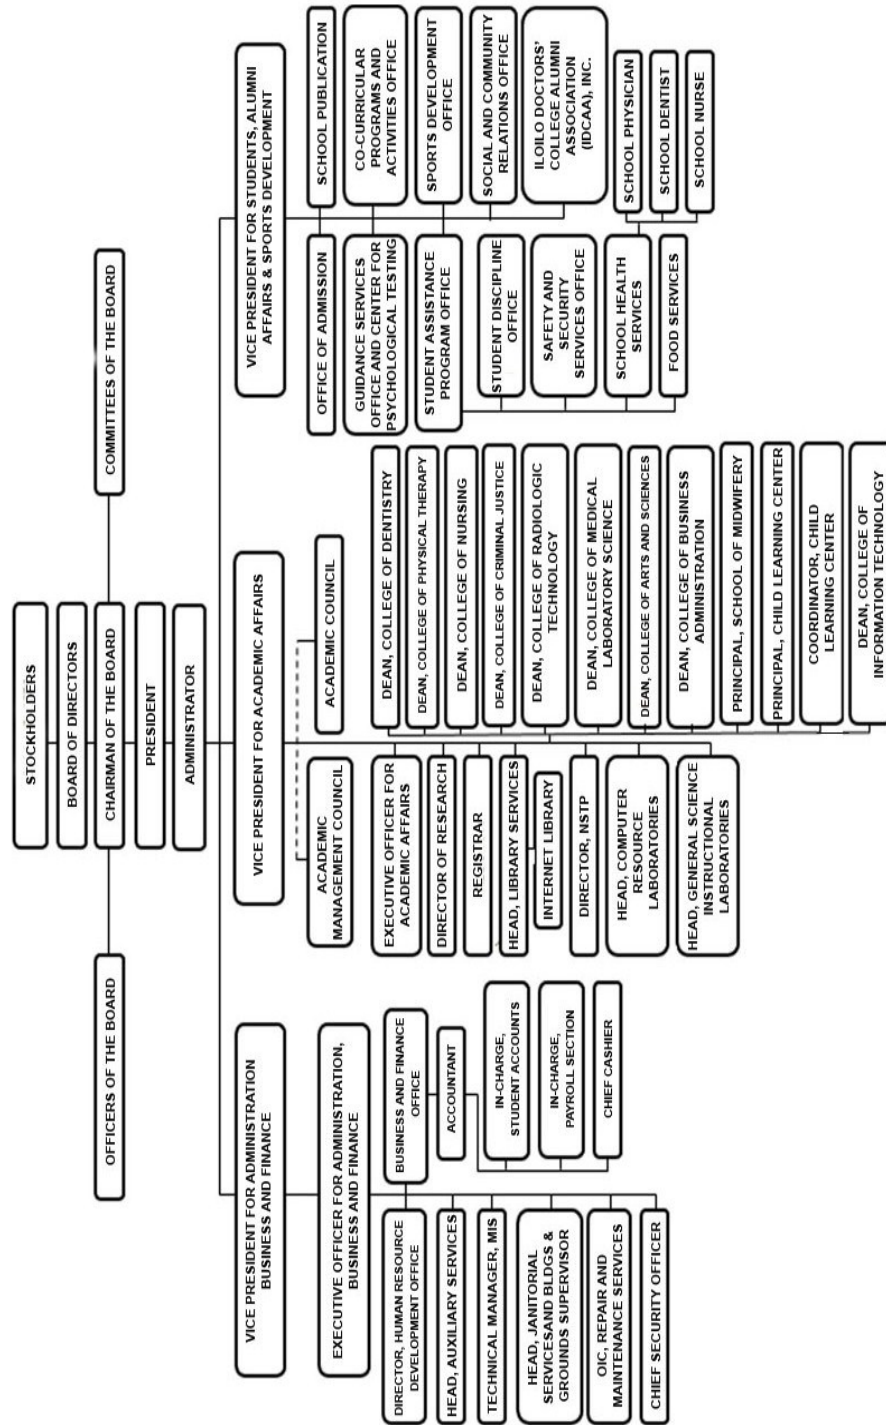 STOCKHOLDERS
BOARD OF DIRECTORS
OFFICERS OF THE BOARD
CHAIRMAN OF THE BOARD
COMMITTEES OF THE BOARD
PRESIDENT
ADMINISTRATOR
VICE PRESIDENT FOR ADMINISTRATION
BUSINESS AND FINANCE
EXECUTIVE OFFICER FOR ADMINISTRATION,
BUSINESS AND FINANCE
DIRECTOR, HUMAN RESOURCE
DEVELOPMENT OFFICE
HEAD, AUXILIARY SERVICES
TECHNICAL MANAGER, MIS
HEAD, JANITORIAL
SERVICESAND BLDGS &
GROUNDS SUPERVISOR
OIC, REPAIR AND
MAINTENANCE SERVICES
CHIEF SECURITY OFFICER
BUSINESS AND FINANCE
OFFICE
ACCOUNTANT
IN-CHARGE,
STUDENT ACCOUNTS
IN-CHARGE,
PAYROLL SECTION
CHIEF CASHIER
VICE PRESIDENT FOR ACADEMIC AFFAIRS
ACADEMIC
MANAGEMENT COUNCIL
ACADEMIC COUNCIL
EXECUTIVE OFFICER FOR
ACADEMIC AFFAIRS
DIRECTOR OF RESEARCH
REGISTRAR
HEAD, LIBRARY SERVICES
INTERNET LIBRARY
DIRECTOR, NSTP
HEAD, COMPUTER
RESOURCE
LABORATORIES
HEAD, GENERAL SCIENCE
INSTRUCTIONAL
LABORATORIES
DEAN, COLLEGE OF DENTISTRY
DEAN, COLLEGE OF PHYSICAL THERAPY
DEAN, COLLEGE OF NURSING
DEAN, COLLEGE OF CRIMINAL JUSTICE
DEAN, COLLEGE OF RADIOLOGIC
TECHNOLOGY
DEAN, COLLEGE OF MEDICAL
LABORATORY SCIENCE
DEAN, COLLEGE OF ARTS AND SCIENCES
DEAN, COLLEGE OF BUSINESS
ADMINISTRATION
PRINCIPAL, SCHOOL OF MIDWIFERY
PRINCIPAL, CHILD LEARNING CENTER
COORDINATOR, CHILD
LEARNING CENTER
DEAN, COLLEGE OF
INFORMATION TECHNOLOGY
VICE PRESIDENT FOR STUDENTS, ALUMNI
AFFAIRS & SPORTS DEVELOPMENT
OFFICE OF ADMISSION
GUIDANCE SERVICES
OFFICE AND CENTER FOR
PSYCHOLOGICAL TESTING
STUDENT ASSISTANCE
PROGRAM OFFICE
STUDENT DISCIPLINE
OFFICE
SAFETY AND
SECURITY
SERVICES OFFICE
SCHOOL HEALTH
SERVICES
FOOD SERVICES
SCHOOL PUBLICATION
CO-CURRICULAR
PROGRAMS AND
ACTIVITIES OFFICE
SPORTS DEVELOPMENT
OFFICE
SOCIAL AND COMMUNITY
RELATIONS OFFICE
ILOILO DOCTORS'
COLLEGE ALUMNI
ASSOCIATION
(IDCAA), INC.
SCHOOL PHYSICIAN
SCHOOL DENTIST
SCHOOL NURSE